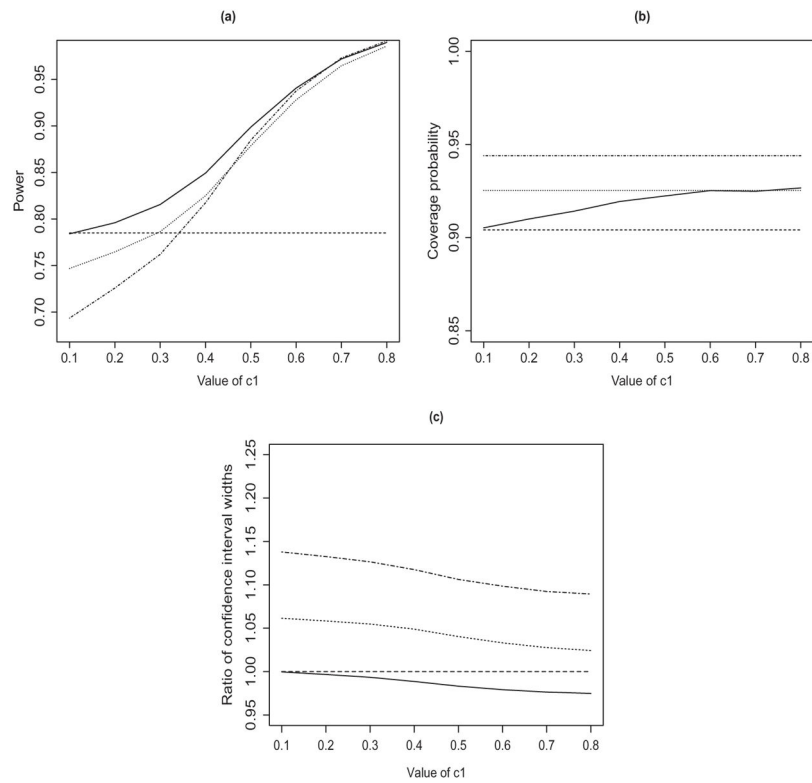 (a)
Power
0.95
0.90
0.85
0.80
0.75
0.70
0.1 0.2 0.3 0.4 0.5 0.6 0.7 0.8
Value of c1
(b)
Coverage probability
1.00
0.95
0.90
0.85
0.1 0.2 0.3 0.4 0.5 0.6 0.7 0.8
Value of c1
(c)
Ratio of confidence interval widths
1.25
1.20
1.15
1.10
1.05
1.00
0.95
0.1 0.2 0.3 0.4 0.5 0.6 0.7 0.8
Value of c1